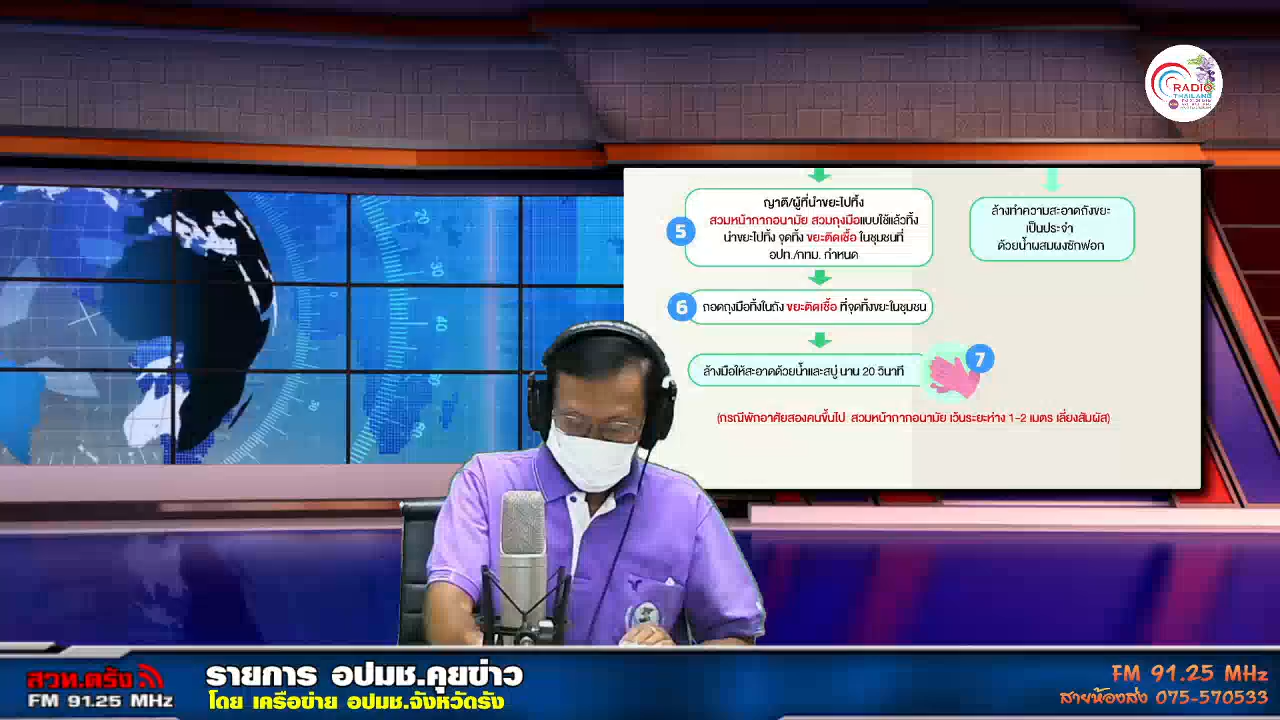 RADIO
THAILAND
5
ญาติ/ผู้ที่นำขยะไปทิ้ง
สวมหน้ากากอนามัย สวมถุงมือแบบใช้แล้วทิ้ง
นำขยะไปทิ้ง จุดทิ้ง ขยะติดเชื้อ ในชุมชนที่
อปท./กทม. กำหนด
ล้างทำความสะอาดถังขยะ
เป็นประจำ
ด้วยน้ำผสมผงซักฟอก
6 ถอดถุงมือทิ้งในถัง ขยะติดเชื้อ ที่จุดทิ้งขยะในชุมชน
ล้างมือให้สะอาดด้วยน้ำและสบู่ นาน 20 วินาที 7
(กรณีพักอาศัยสองคนขึ้นไป สวมหน้ากากอนามัย เว้นระยะห่าง 1-2 เมตร เลี่ยงสัมผัส)
สวท.ตรัง
FM 91.25 MHz
รายการ อปมช.คุยข่าว
โดย เครือข่าย อปมช.จังหวัดรัง
FM 91.25 MHz
สายห้องส่ง 075-570533